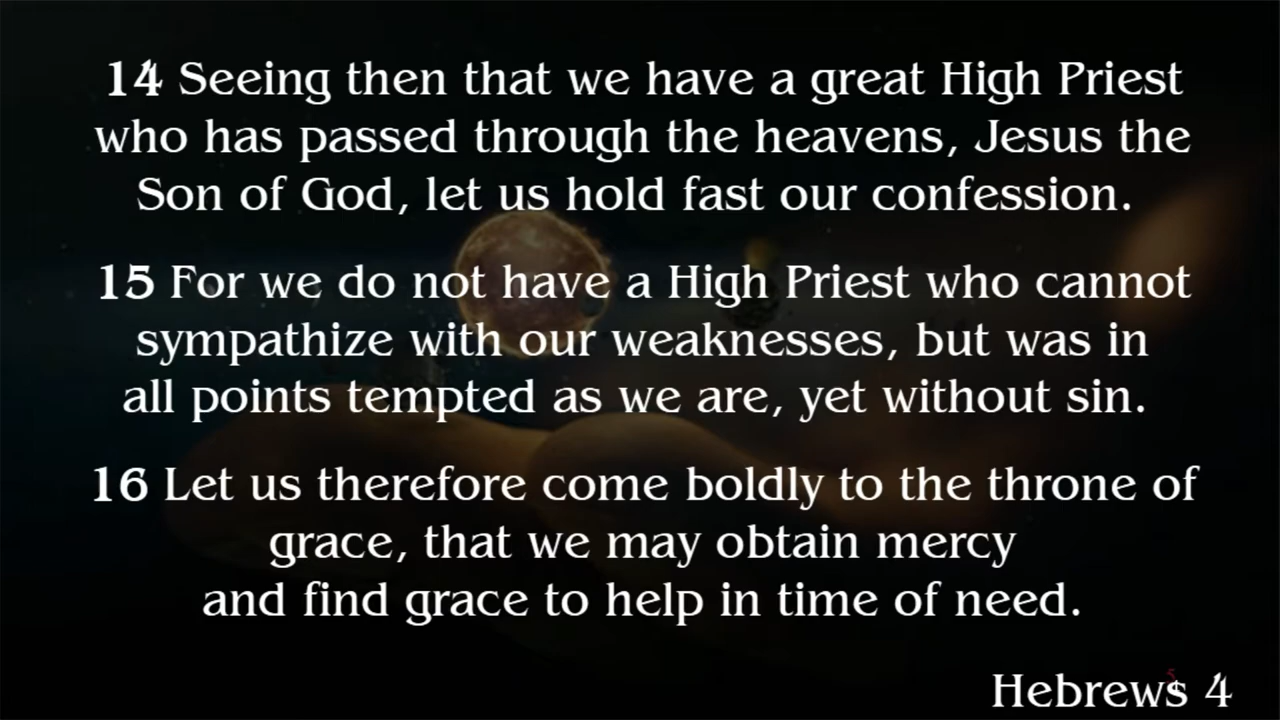 14 Seeing then that we have a great High Priest
who has passed through the heavens, Jesus the
Son of God, let us hold fast our confession.
15 For we do not have a High Priest who cannot
sympathize with our weaknesses, but was in
all points tempted as we are, yet without sin.
16 Let us therefore come boldly to the throne of
grace, that we may obtain mercy
and find grace to help in time of need.
Hebrews 4